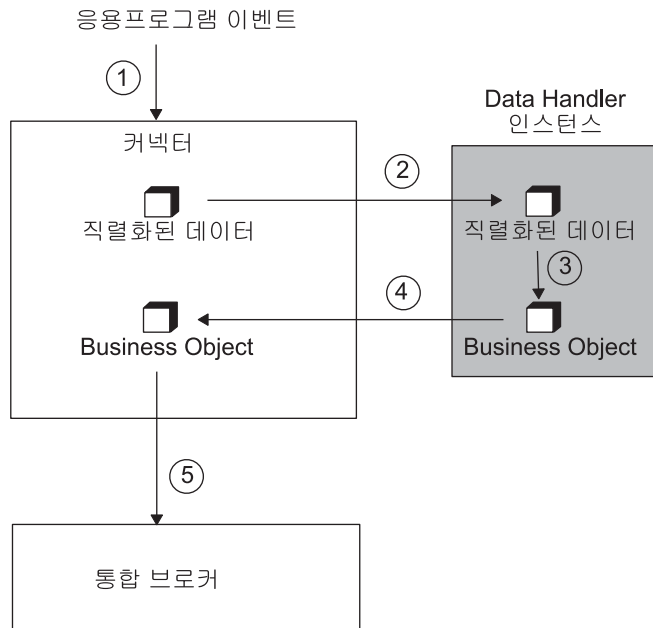 응용프로그램 이벤트
1
Data Handler
인스턴스
커넥터
2
직렬화된 데이터
직렬화된 데이터
3
4
Business Object
Business Object
5
통합 브로커